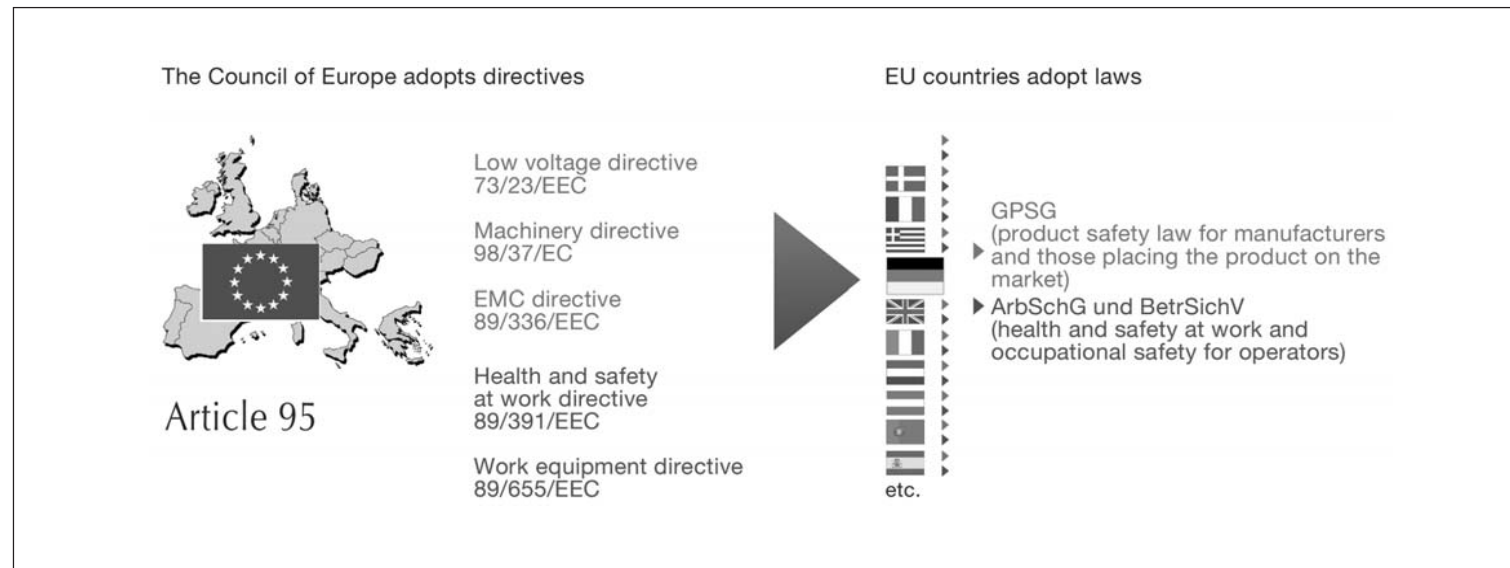 The Council of Europe adopts directives
EU countries adopt laws
Low voltage directive
73/23/EEC
Machinery directive
98/37/EC
EMC directive
89/336/EEC
Health and safety
at work directive
89/391/EEC
Work equipment directive
89/655/EEC
Article 95
GPSG
(product safety law for manufacturers
and those placing the product on the
market)
ArbSchG und BetrSichV
(health and safety at work and
occupational safety for operators)
etc.